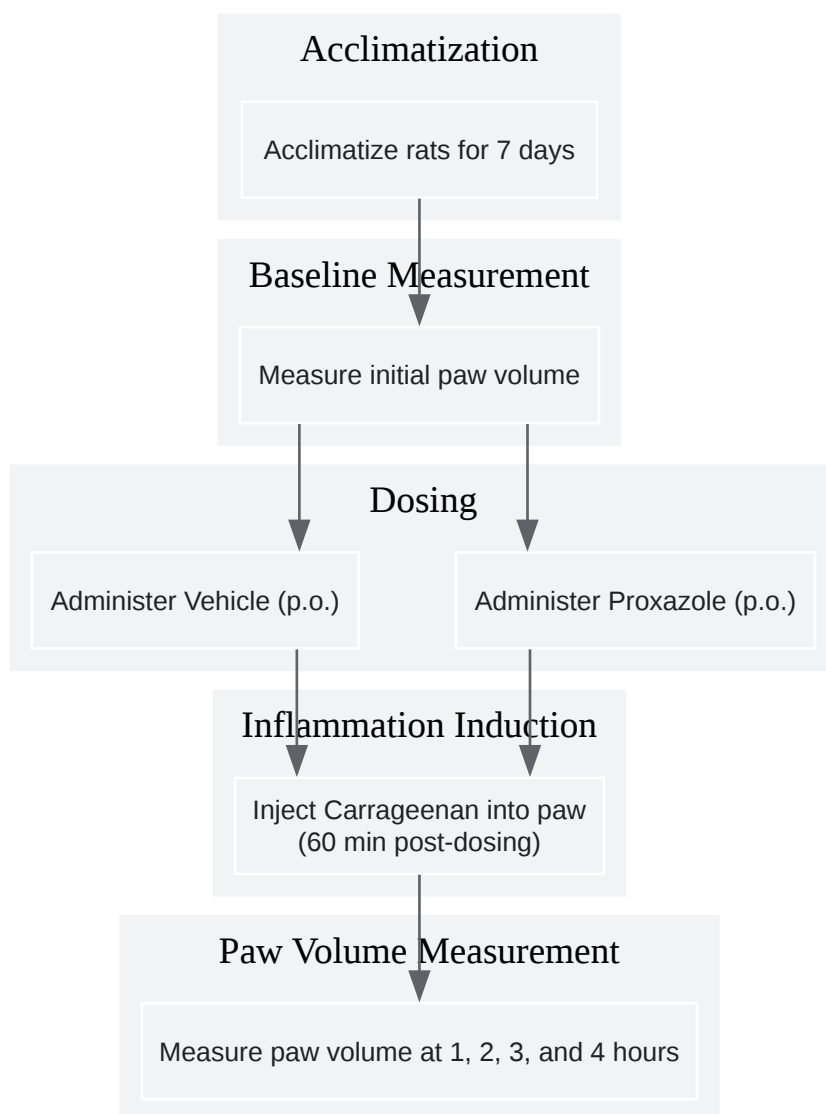 Acclimatization
Acclimatize rats for 7 days
Baseline Measurement
Measure initial paw volume
Dosing
Administer Vehicle (p.o.)
Administer Proxazole (p.o.)
Inflammation Induction
Inject Carrageenan into paw
(60 min post-dosing)
Paw Volume Measurement
Measure paw volume at 1, 2, 3, and 4 hours